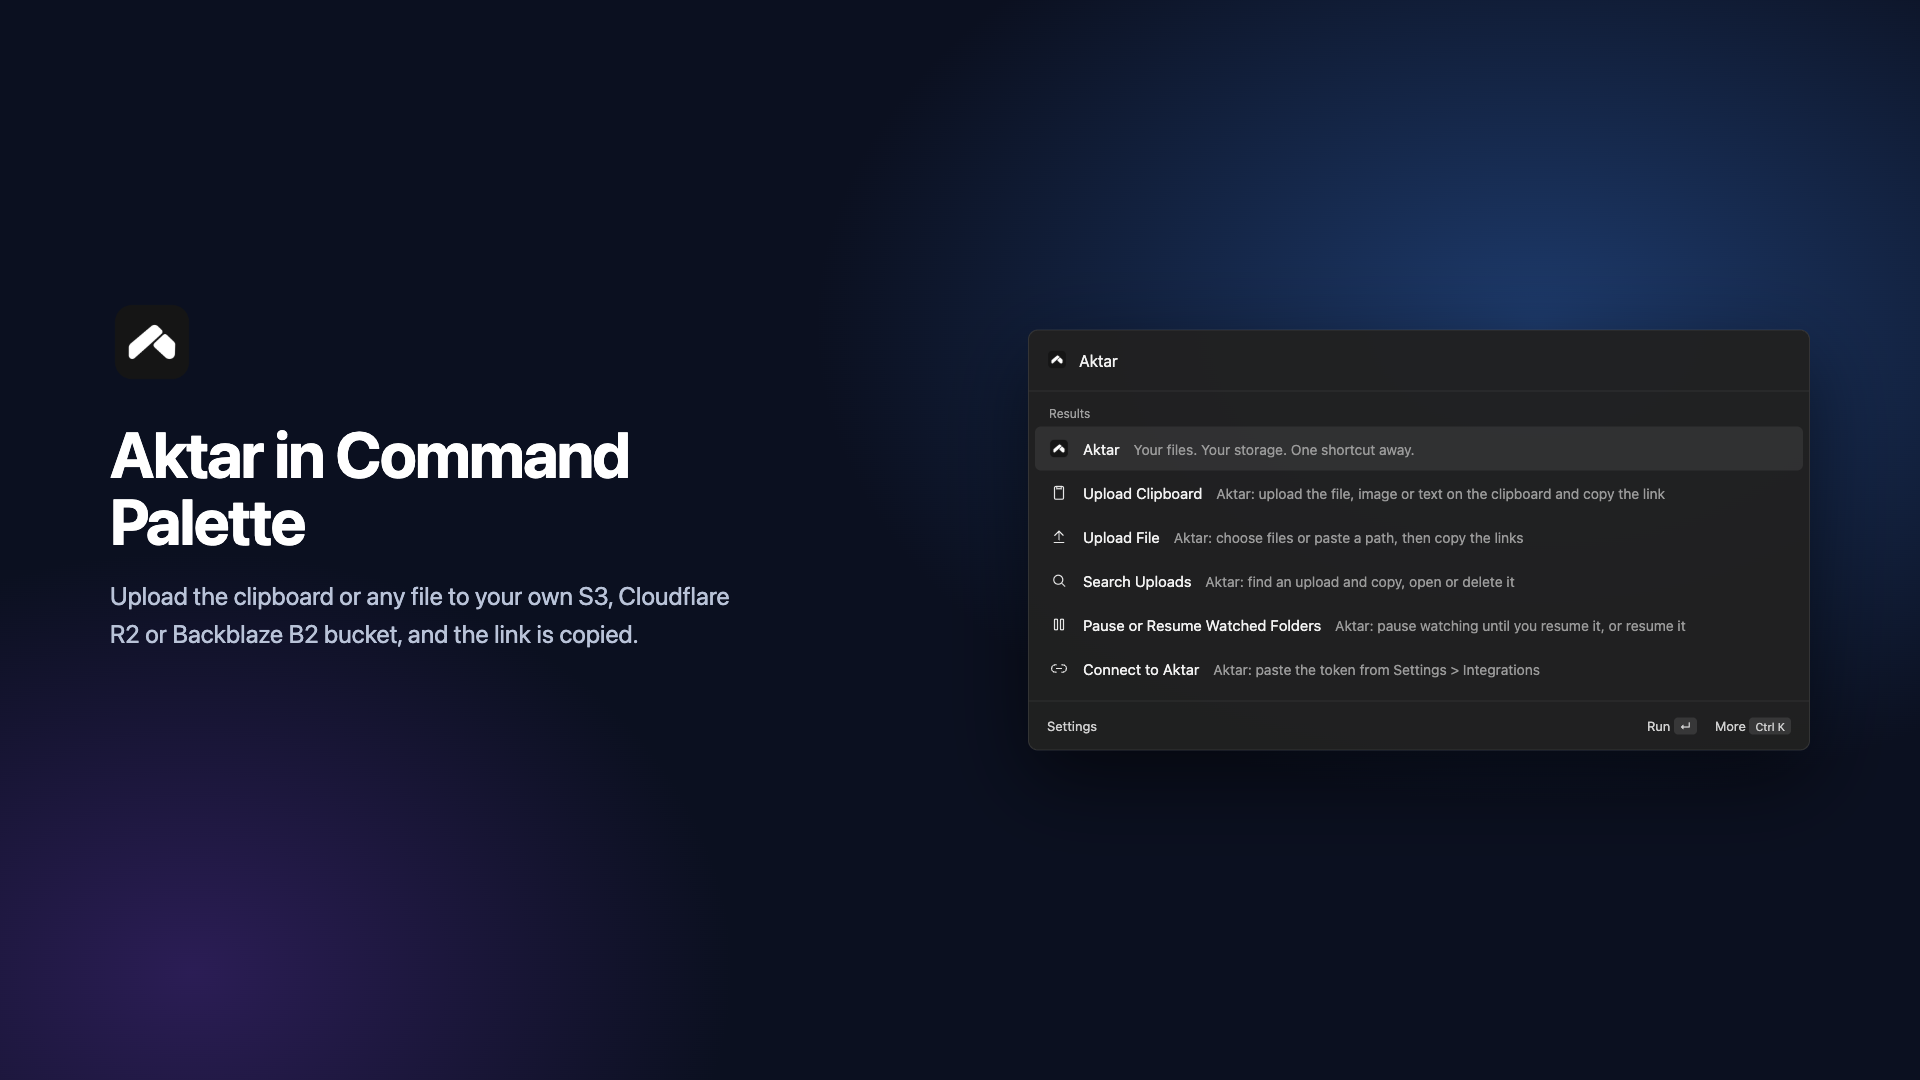 Aktar in Command
Palette
Upload the clipboard or any file to your own S3, Cloudflare
R2 or Backblaze B2 bucket, and the link is copied.
Aktar
Results
Aktar Your files. Your storage. One shortcut away.
Upload Clipboard Aktar: upload the file, image or text on the clipboard and copy the link
Upload File Aktar: choose files or paste a path, then copy the links
Search Uploads Aktar: find an upload and copy, open or delete it
Pause or Resume Watched Folders Aktar: pause watching until you resume it, or resume it
Connect to Aktar Aktar: paste the token from Settings > Integrations
Settings Run ↵ More Ctrl K